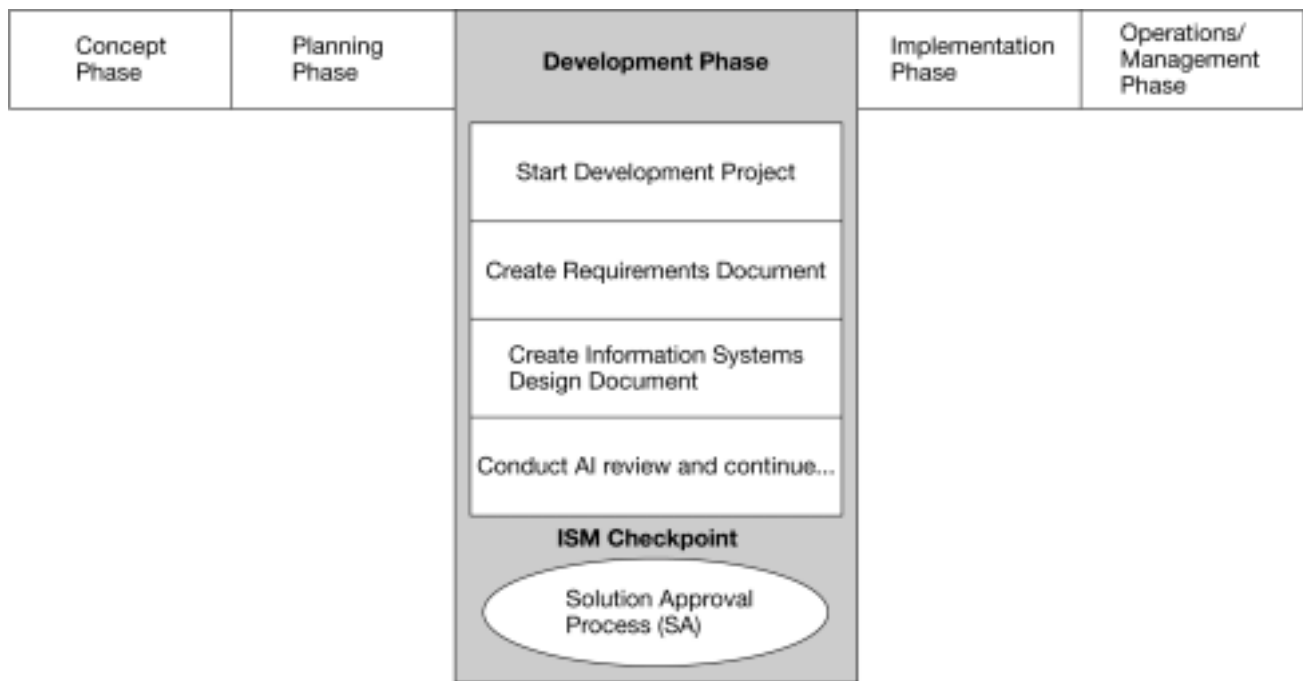 Concept
Phase
Planning
Phase
Development Phase
Implementation
Phase
Operations/
Management
Phase
Start Development Project
Create Requirements Document
Create Information Systems
Design Document
Conduct AI review and continue...
ISM Checkpoint
Solution Approval
Process (SA)